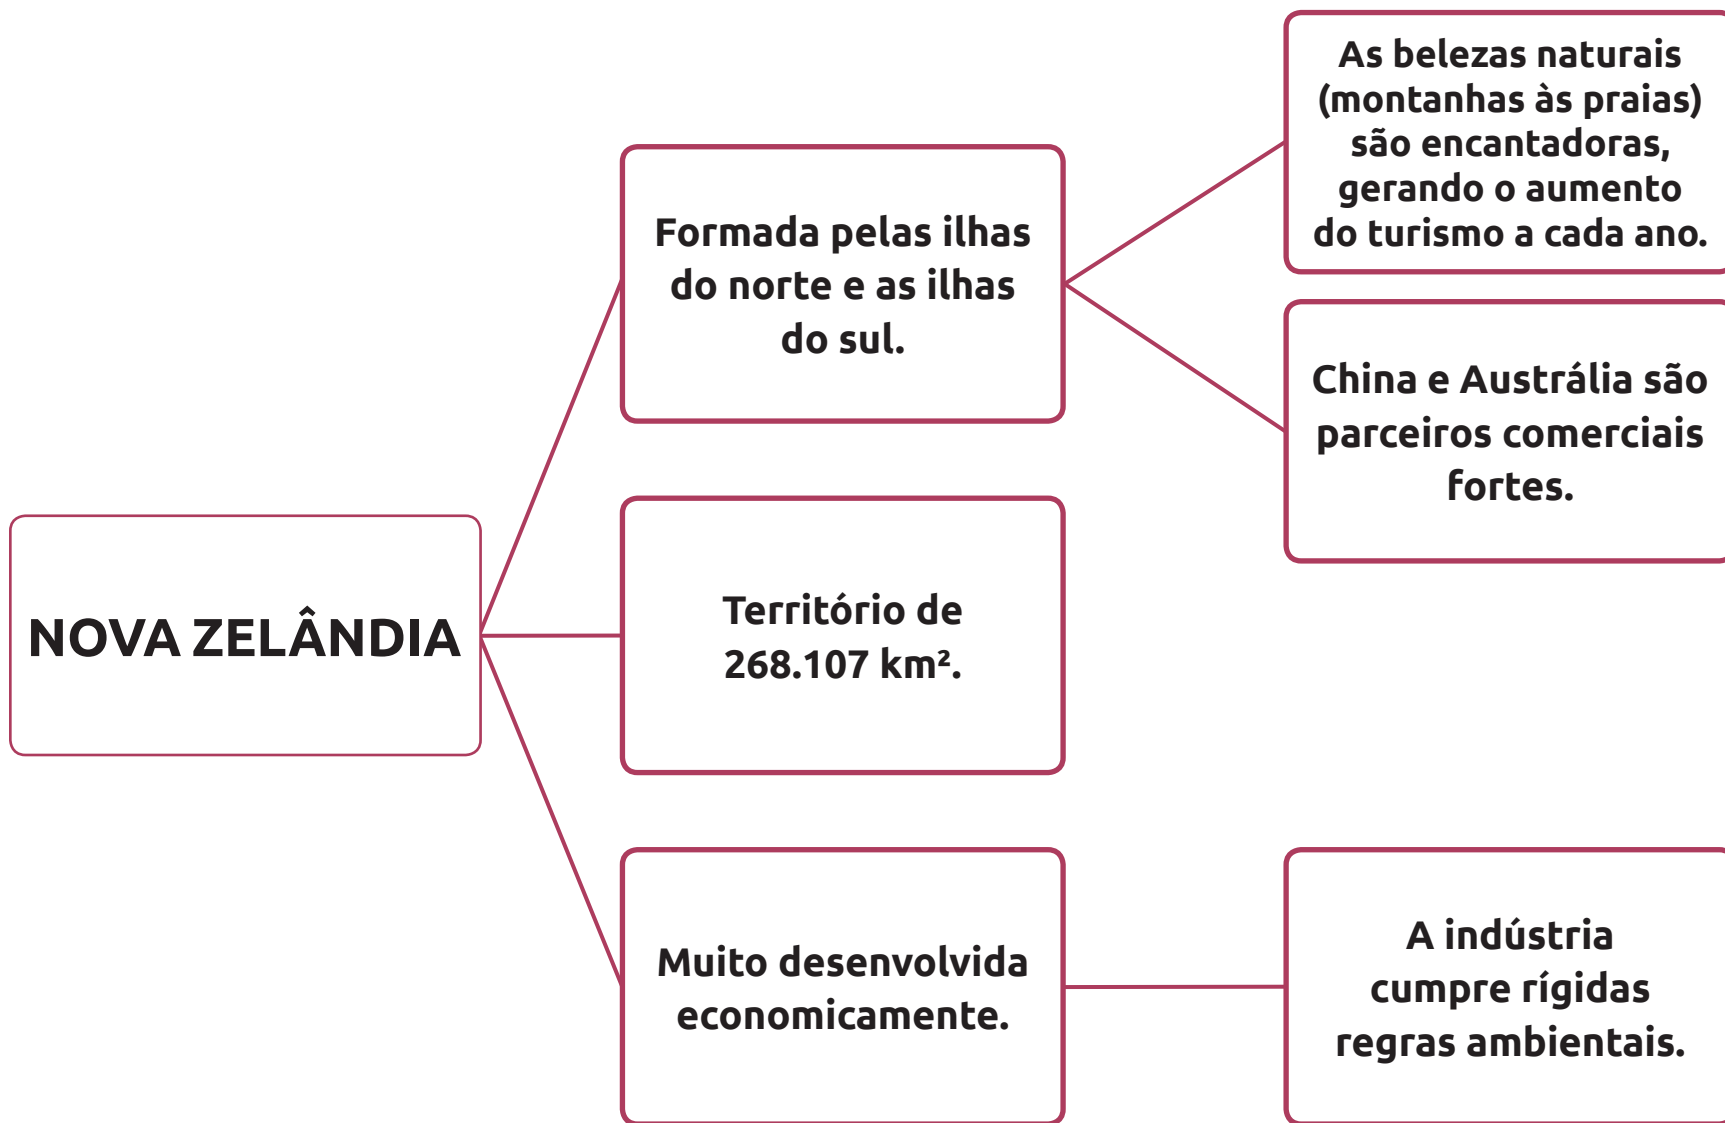 NOVA ZELÂNDIA
Formada pelas ilhas
do norte e as ilhas
do sul.
As belezas naturais
(montanhas às praias)
são encantadoras,
gerando o aumento
do turismo a cada ano.
China e Austrália são
parceiros comerciais
fortes.
Território de
268.107 km².
Muito desenvolvida
economicamente.
A indústria
cumpre rígidas
regras ambientais.